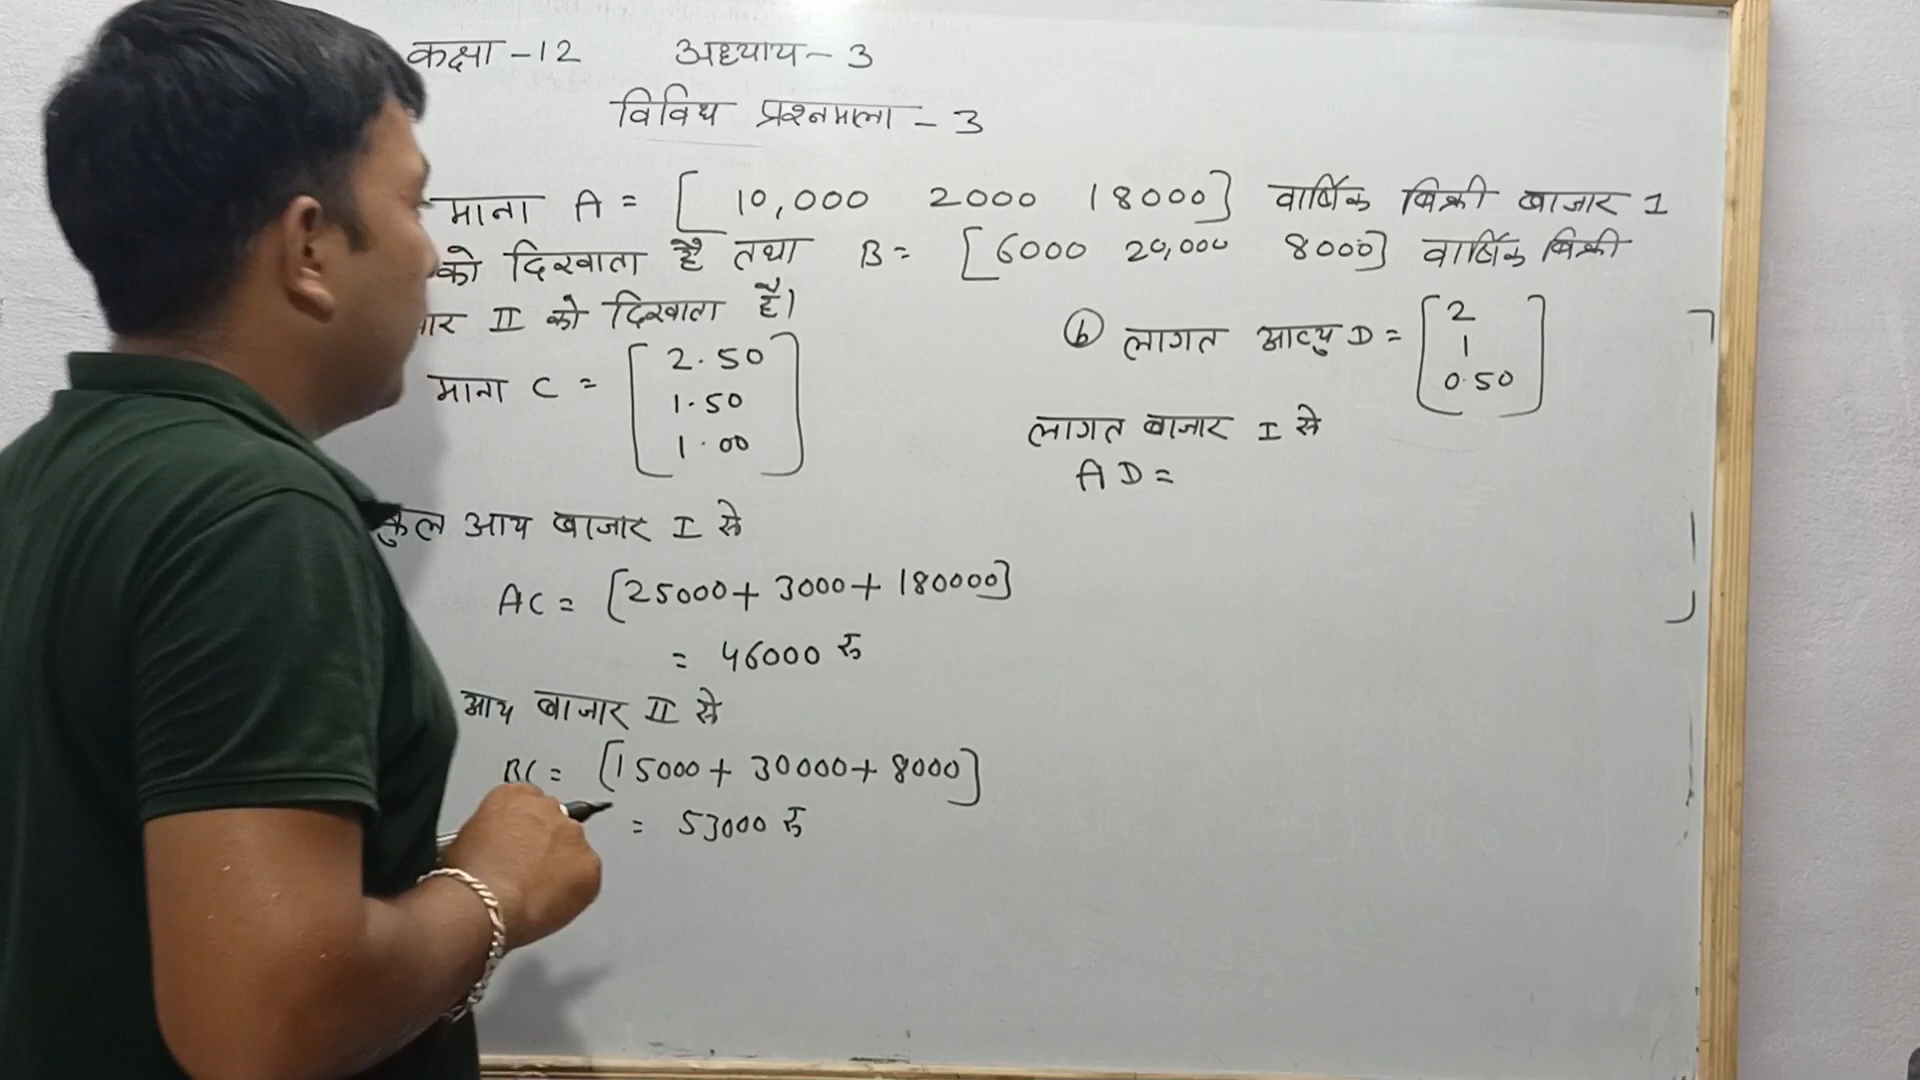 कक्षा -12 अध्याय- 3
विविध प्रश्नमाला - 3
माना A = [ 10,000 2000 18000] वार्षिक बिक्री बाजार I
को दिखाता है तथा B = [6000 20,000 8000] वार्षिक बिक्री
ार II को दिखाता है।
माना C = [2.50
1.50
1.00]
कुल आय बाजार I से
AC = [25000+ 3000+ 180000]
= 46000 रु
आय बाजार II से
BC = [15000+ 30000+ 8000]
= 53000 रु
(b) लागत आव्यु D = [2
1
0.50]
लागत बाजार I से
AD =